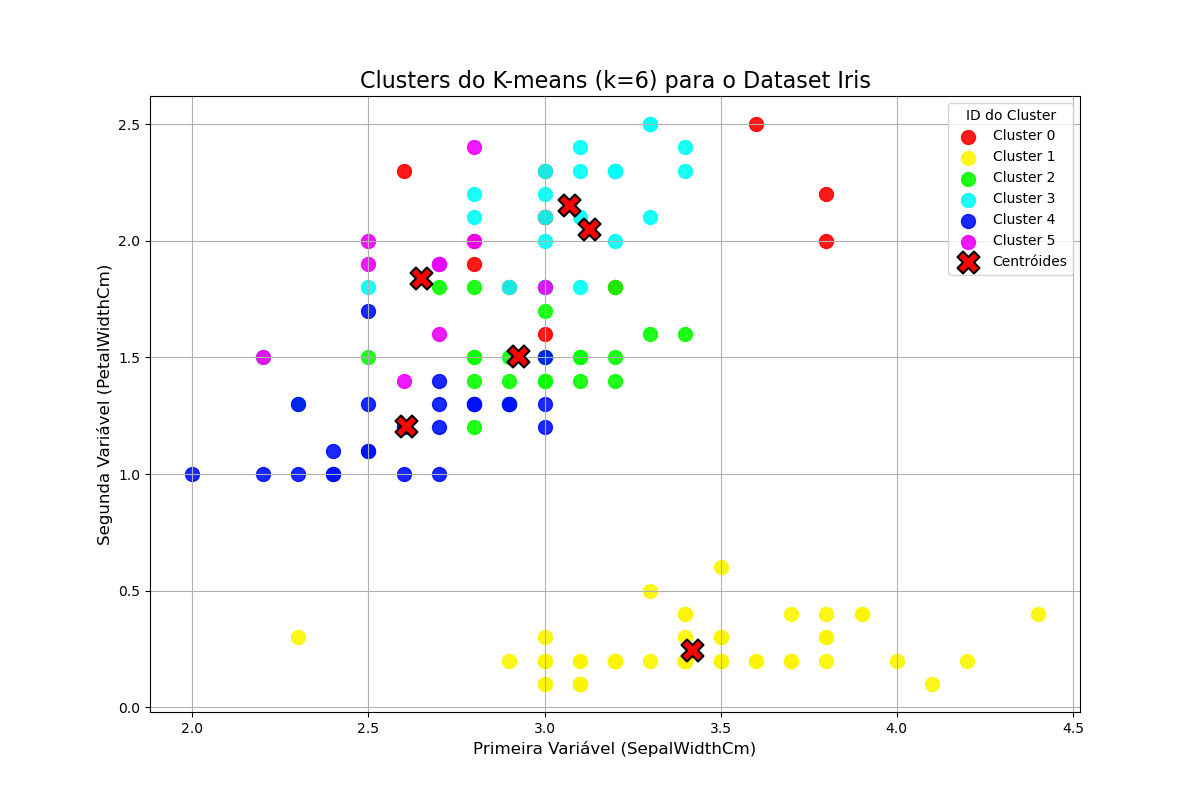 Clusters do K-means (k=6) para o Dataset Iris
ID do Cluster
Cluster 0
Cluster 1
Cluster 2
Cluster 3
Cluster 4
Cluster 5
Centróides
Segunda Variável (PetalWidthCm)
2.5
2.0
1.5
1.0
0.5
0.0
2.0 2.5 3.0 3.5 4.0 4.5
Primeira Variável (SepalWidthCm)